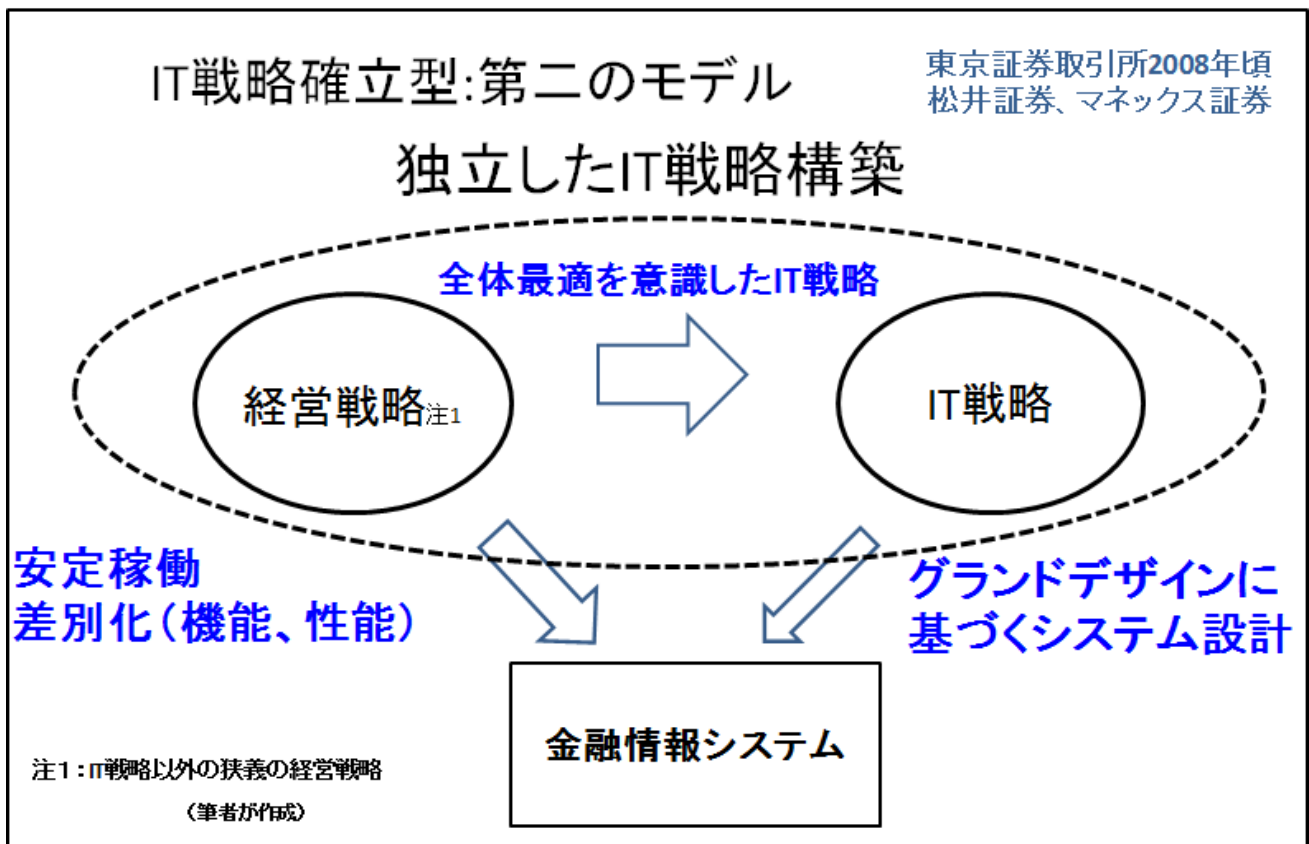 IT戦略確立型:第二のモデル
東京証券取引所2008年頃
松井証券、マネックス証券
独立したIT戦略構築
全体最適を意識したIT戦略
経営戦略注1
IT戦略
安定稼働
差別化(機能、性能)
グランドデザインに
基づくシステム設計
金融情報システム
注1:IT戦略以外の狭義の経営戦略
(筆者が作成)